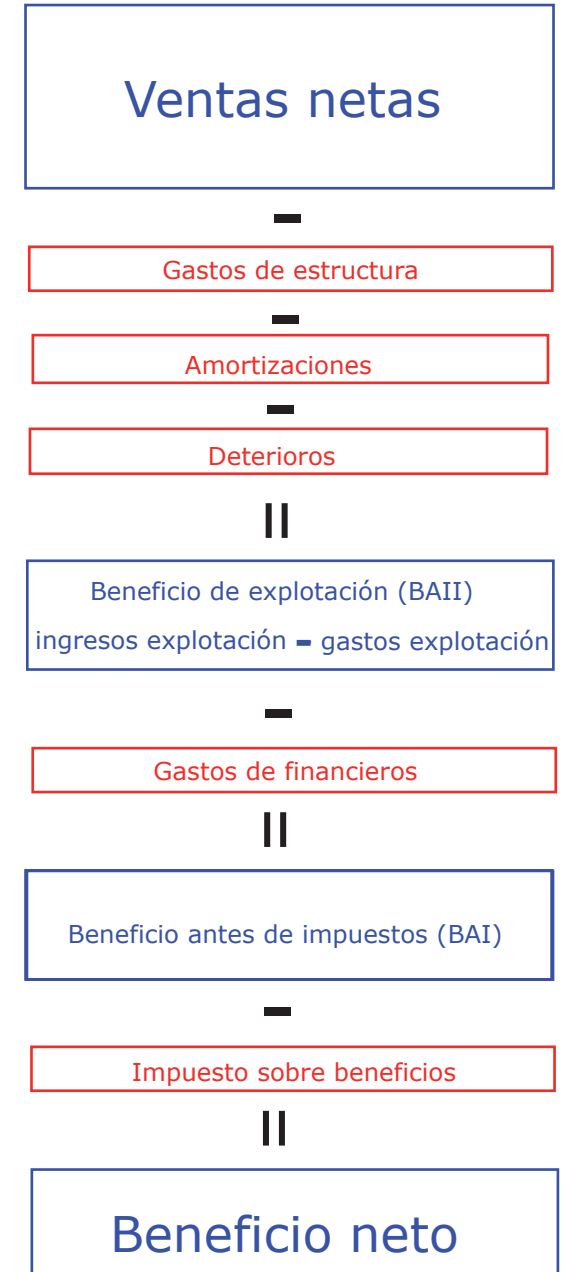 Ventas netas
-
Gastos de estructura
-
Amortizaciones
-
Deterioros
=
Beneficio de explotación (BAII)
ingresos explotación - gastos explotación
-
Gastos de financieros
=
Beneficio antes de impuestos (BAI)
-
Impuesto sobre beneficios
=
Beneficio neto